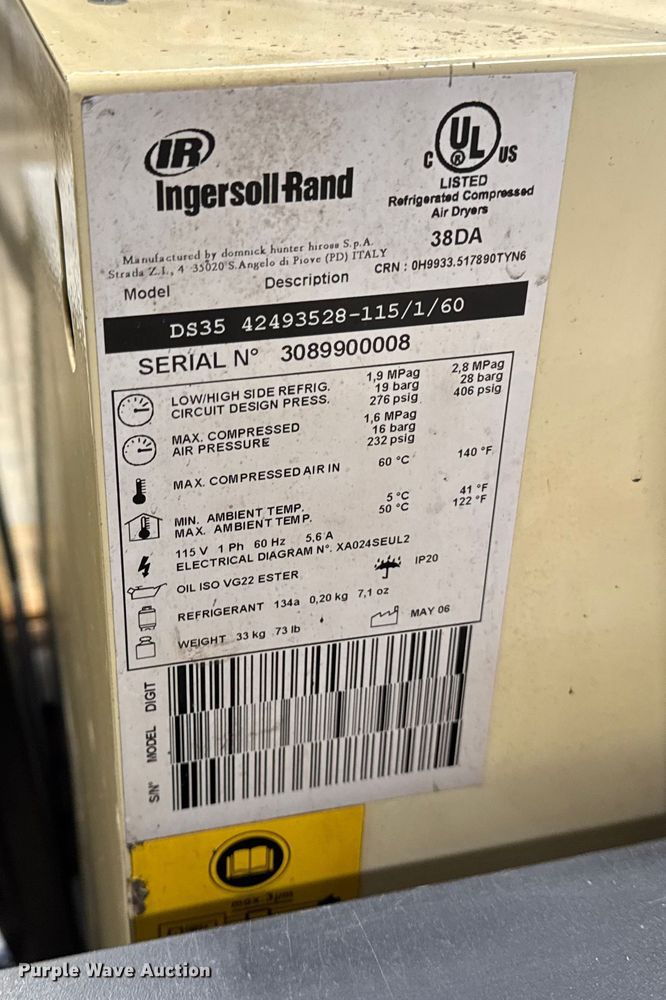 IR
Ingersoll-Rand
C UL ® US
LISTED
Refrigerated Compressed
Air Dryers
38DA
Manufactured by domnick hunter hiross S.p.A.
Strada Z.I., 4 35020 S.Angelo di Piove (PD) ITALY
CRN : 0H9933.517890TYN6
Model Description
DS35 42493528-115/1/60
SERIAL N° 3089900008
LOW/HIGH SIDE REFRIG. 1,9 MPag 2,8 MPag
CIRCUIT DESIGN PRESS. 19 barg 28 barg
276 psig 406 psig
MAX. COMPRESSED 1,6 MPag
AIR PRESSURE 16 barg
232 psig
MAX. COMPRESSED AIR IN 60 °C 140 °F
MIN. AMBIENT TEMP. 5 °C 41 °F
MAX. AMBIENT TEMP. 50 °C 122 °F
115 V 1 Ph 60 Hz 5,6 A
ELECTRICAL DIAGRAM N°. XA024SEUL2
OIL ISO VG22 ESTER IP20
REFRIGERANT 134a 0,20 kg 7,1 oz
WEIGHT 33 kg 73 lb MAY 06
S/N° MODEL DIGIT
max. 3µm
Purple Wave Auction